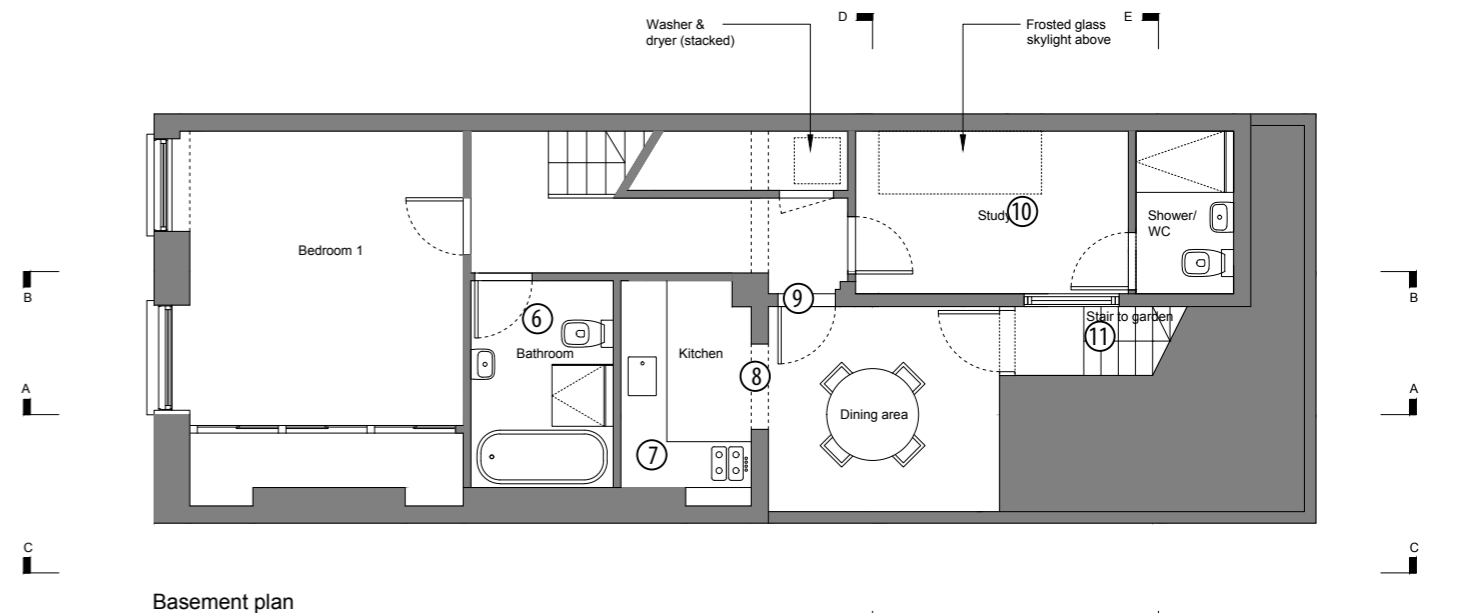 Washer &
dryer (stacked)
D
Frosted glass
skylight above
E
Bedroom 1
Study
10
Shower/
WC
B
B
9
6
Bathroom
Kitchen
8
Stair to garden
11
A
A
Dining area
7
C
C
Basement plan